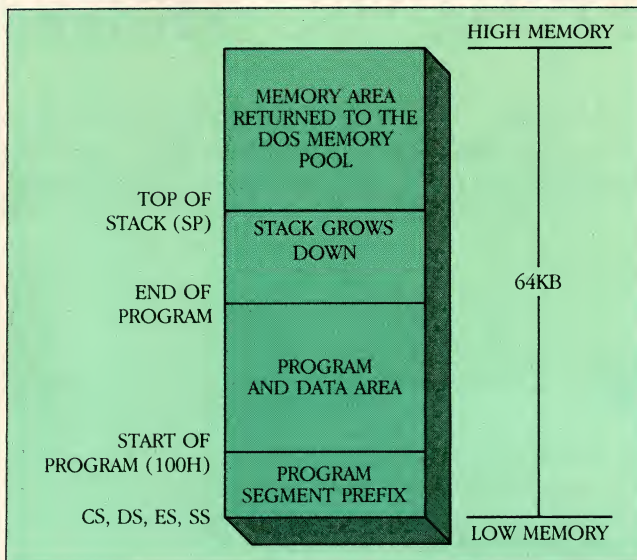 HIGH MEMORY
MEMORY AREA
RETURNED TO THE
DOS MEMORY
POOL
TOP OF
STACK (SP)
STACK GROWS
DOWN
64KB
END OF
PROGRAM
PROGRAM
AND DATA AREA
START OF
PROGRAM (100H)
PROGRAM
SEGMENT PREFIX
CS, DS, ES, SS
LOW MEMORY